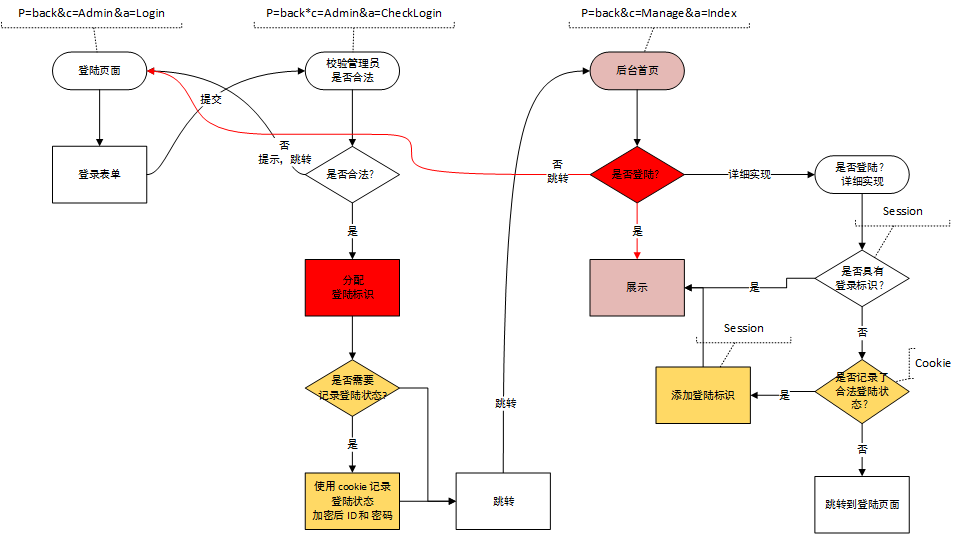 P=back&c=Admin&a=Login
P=back*c=Admin&a=CheckLogin
P=back&c=Manage&a=Index
登陆页面
校验管理员
是否合法
后台首页
提交
否
提示，跳转
登录表单
是否合法？
否
跳转
是否登陆？
详细实现
是否登陆？
详细实现
是
是
Session
分配
登陆标识
展示
是
是否具有
登录标识？
Session
否
Cookie
是否需要
记录登陆状态?
添加登陆标识
是
是否记录了
合法登陆状
态？
跳转
是
否
使用 cookie 记录
登陆状态
加密后 ID 和 密码
跳转
跳转到登陆页面